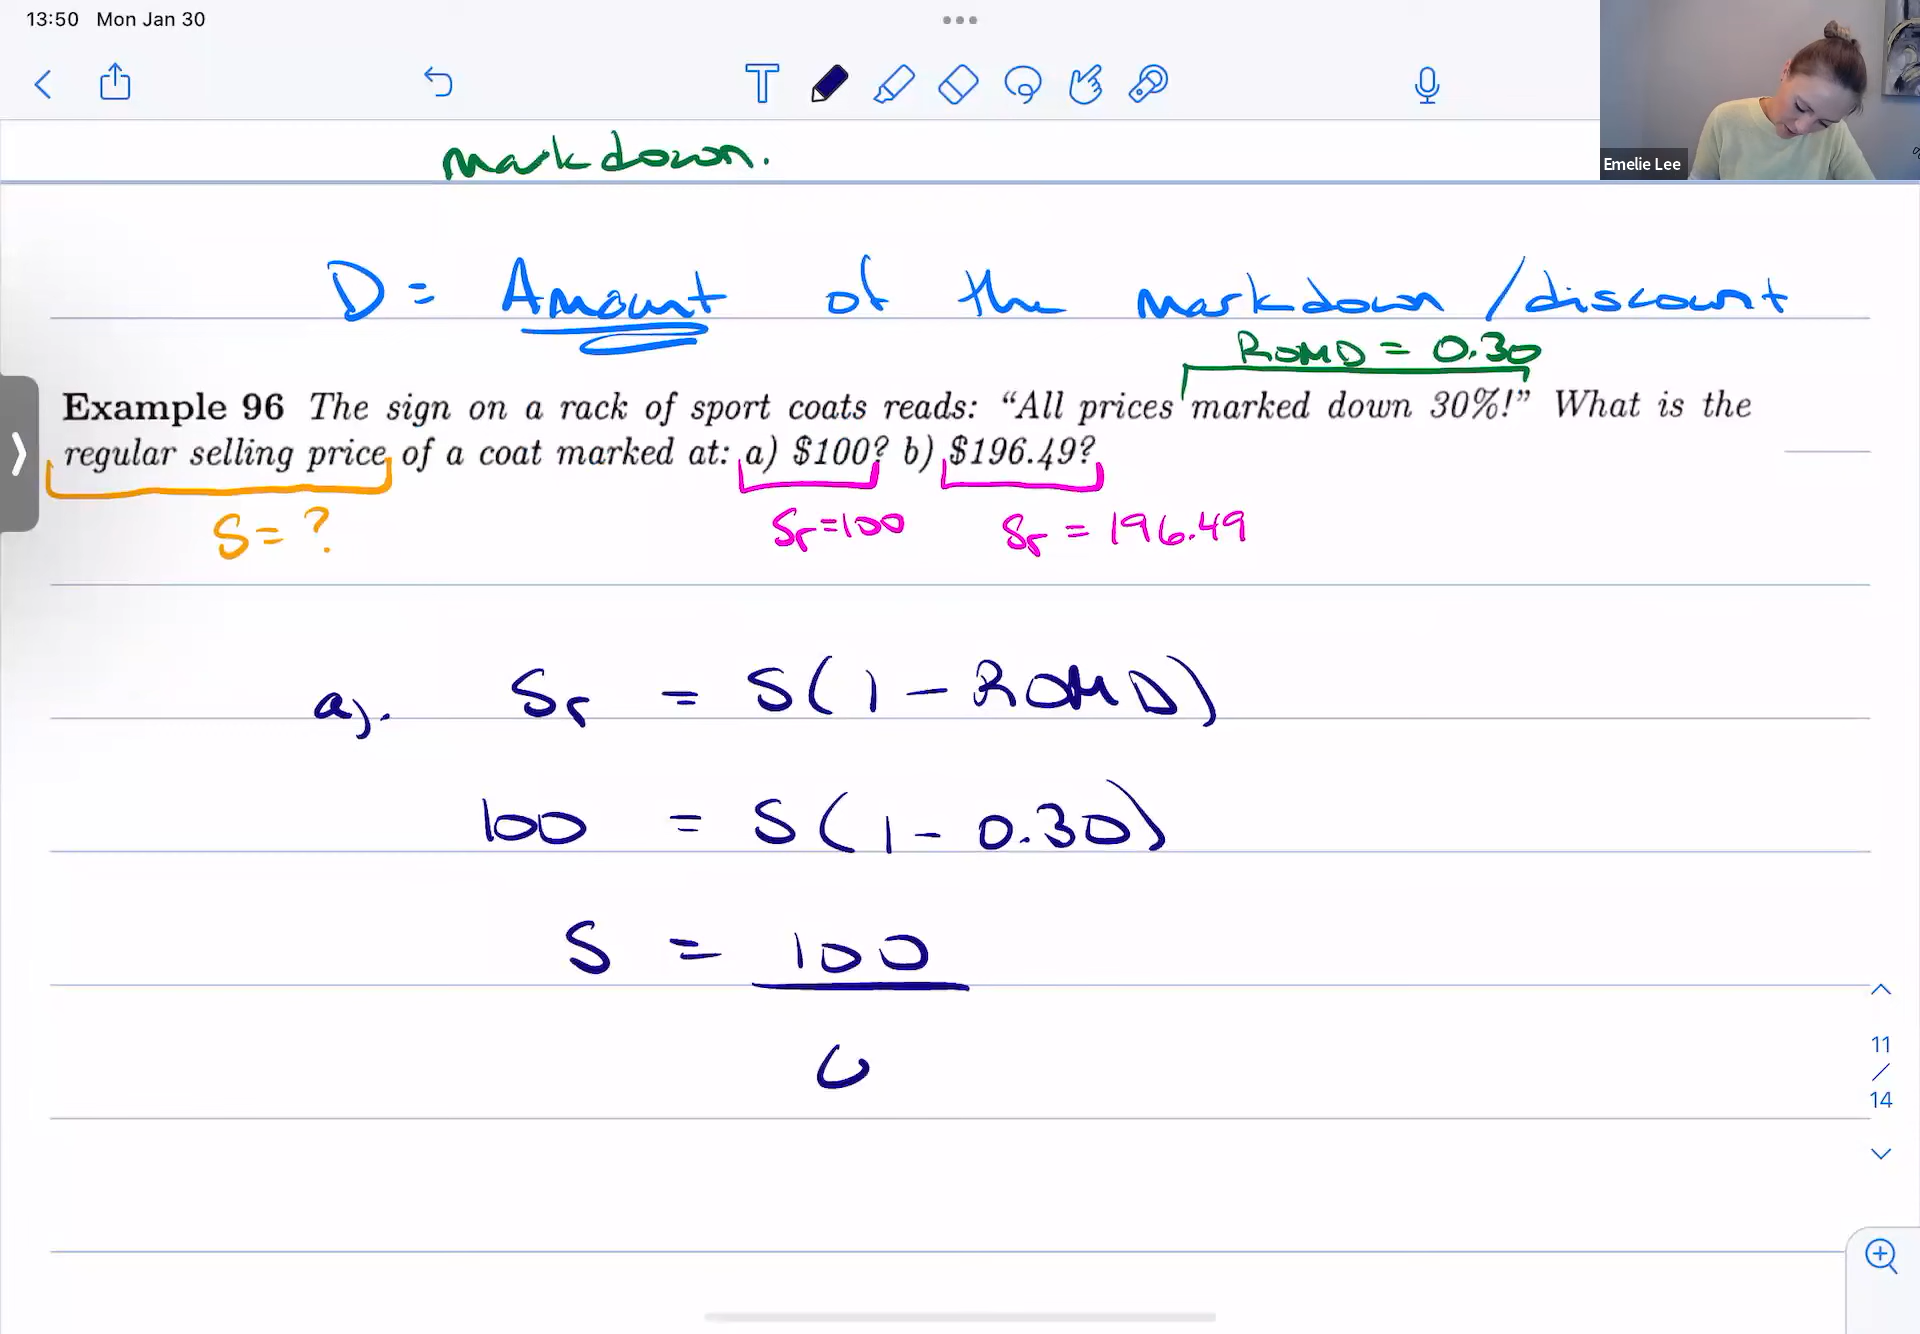 13:50 Mon Jan 30
Emelie Lee
markdown.
D = Amount of the markdown / discount
ROMD = 0.30
Example 96 The sign on a rack of sport coats reads: “All prices marked down 30%!” What is the
regular selling price of a coat marked at: a) $100? b) $196.49?
S = ?
Sr = 100
Sr = 196.49
a). Sr = S(1 - ROMD)
100 = S(1 - 0.30)
S = 100
0
11
/
14